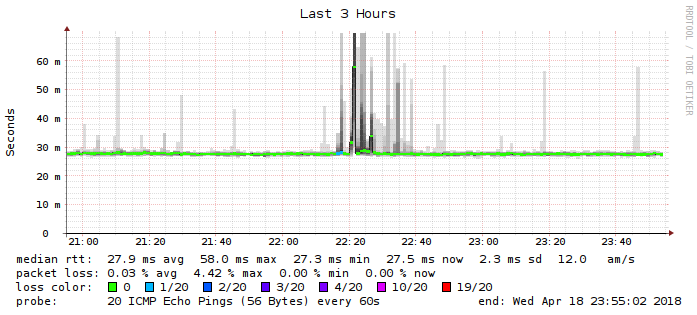 Last 3 Hours
RRDTOOL / TOBI OETIKER
Seconds
60 m
50 m
40 m
30 m
20 m
10 m
0
21:00 21:20 21:40 22:00 22:20 22:40 23:00 23:20 23:40
median rtt: 27.9 ms avg 58.0 ms max 27.3 ms min 27.5 ms now 2.3 ms sd 12.0 am/s
packet loss: 0.03 % avg 4.42 % max 0.00 % min 0.00 % now
loss color: 0 1/20 2/20 3/20 4/20 10/20 19/20
probe: 20 ICMP Echo Pings (56 Bytes) every 60s end: Wed Apr 18 23:55:02 2018